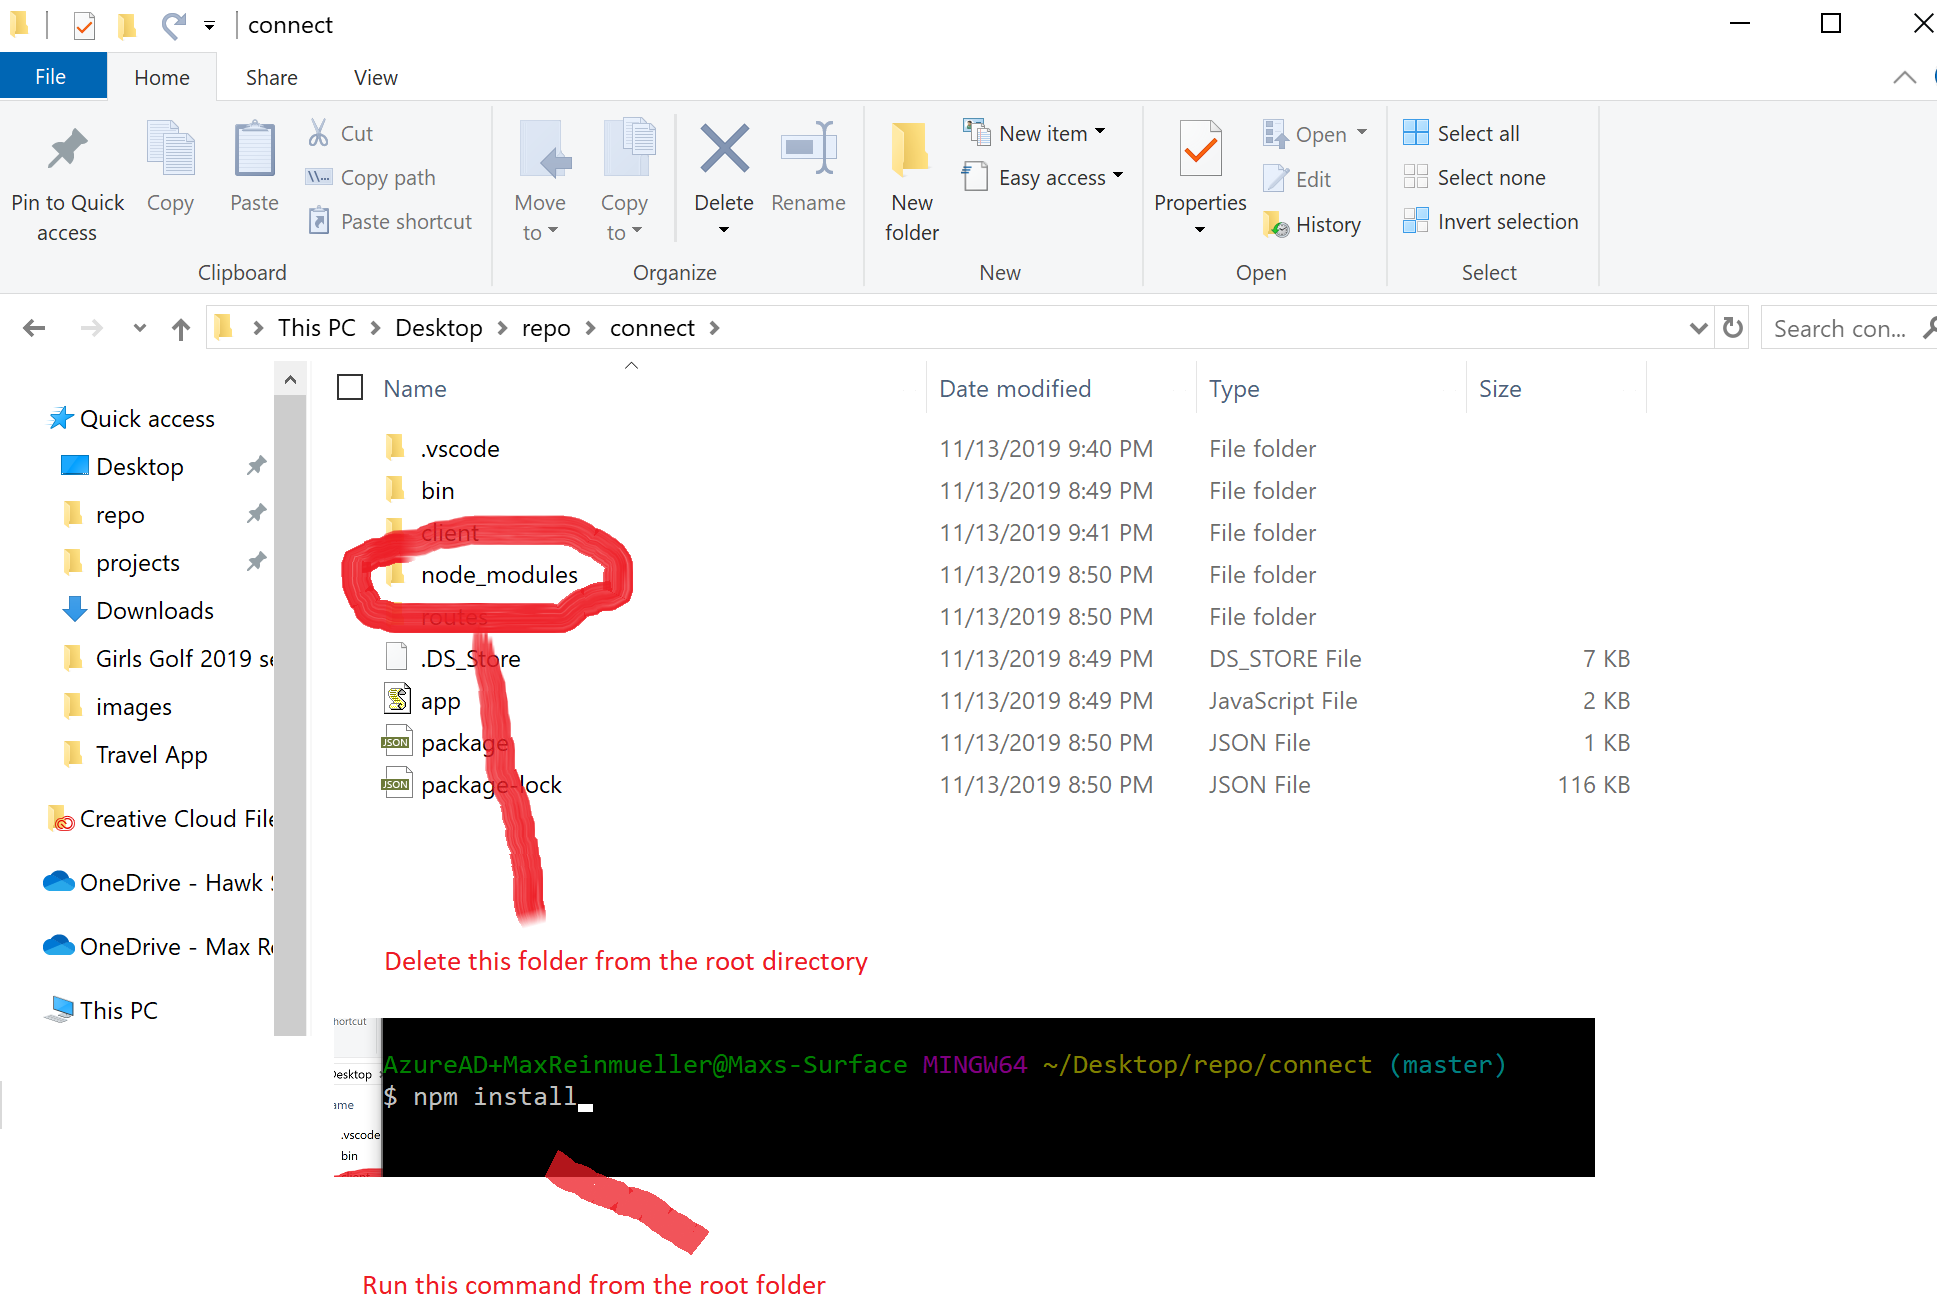 connect
File Home Share View
Pin to Quick access
Copy
Paste
Cut
Copy path
Paste shortcut
Clipboard
Move to
Copy to
Delete
Rename
Organize
New folder
New item
Easy access
New
Properties
Open
Edit
History
Open
Select all
Select none
Invert selection
Select
This PC > Desktop > repo > connect >
Search con...
Quick access
Desktop
repo
projects
Downloads
Girls Golf 2019 se
images
Travel App
Creative Cloud File
OneDrive - Hawk
OneDrive - Max Re
This PC
Name Date modified Type Size
.vscode 11/13/2019 9:40 PM File folder
bin 11/13/2019 8:49 PM File folder
client 11/13/2019 9:41 PM File folder
node_modules 11/13/2019 8:50 PM File folder
routes 11/13/2019 8:50 PM File folder
.DS_Store 11/13/2019 8:49 PM DS_STORE File 7 KB
app 11/13/2019 8:49 PM JavaScript File 2 KB
JSON package 11/13/2019 8:50 PM JSON File 1 KB
JSON package-lock 11/13/2019 8:50 PM JSON File 116 KB
Delete this folder from the root directory
hortcut
Desktop
ame
.vscode
bin
AzureAD+MaxReinmueller@Maxs-Surface MINGW64 ~/Desktop/repo/connect (master)
$ npm install
Run this command from the root folder